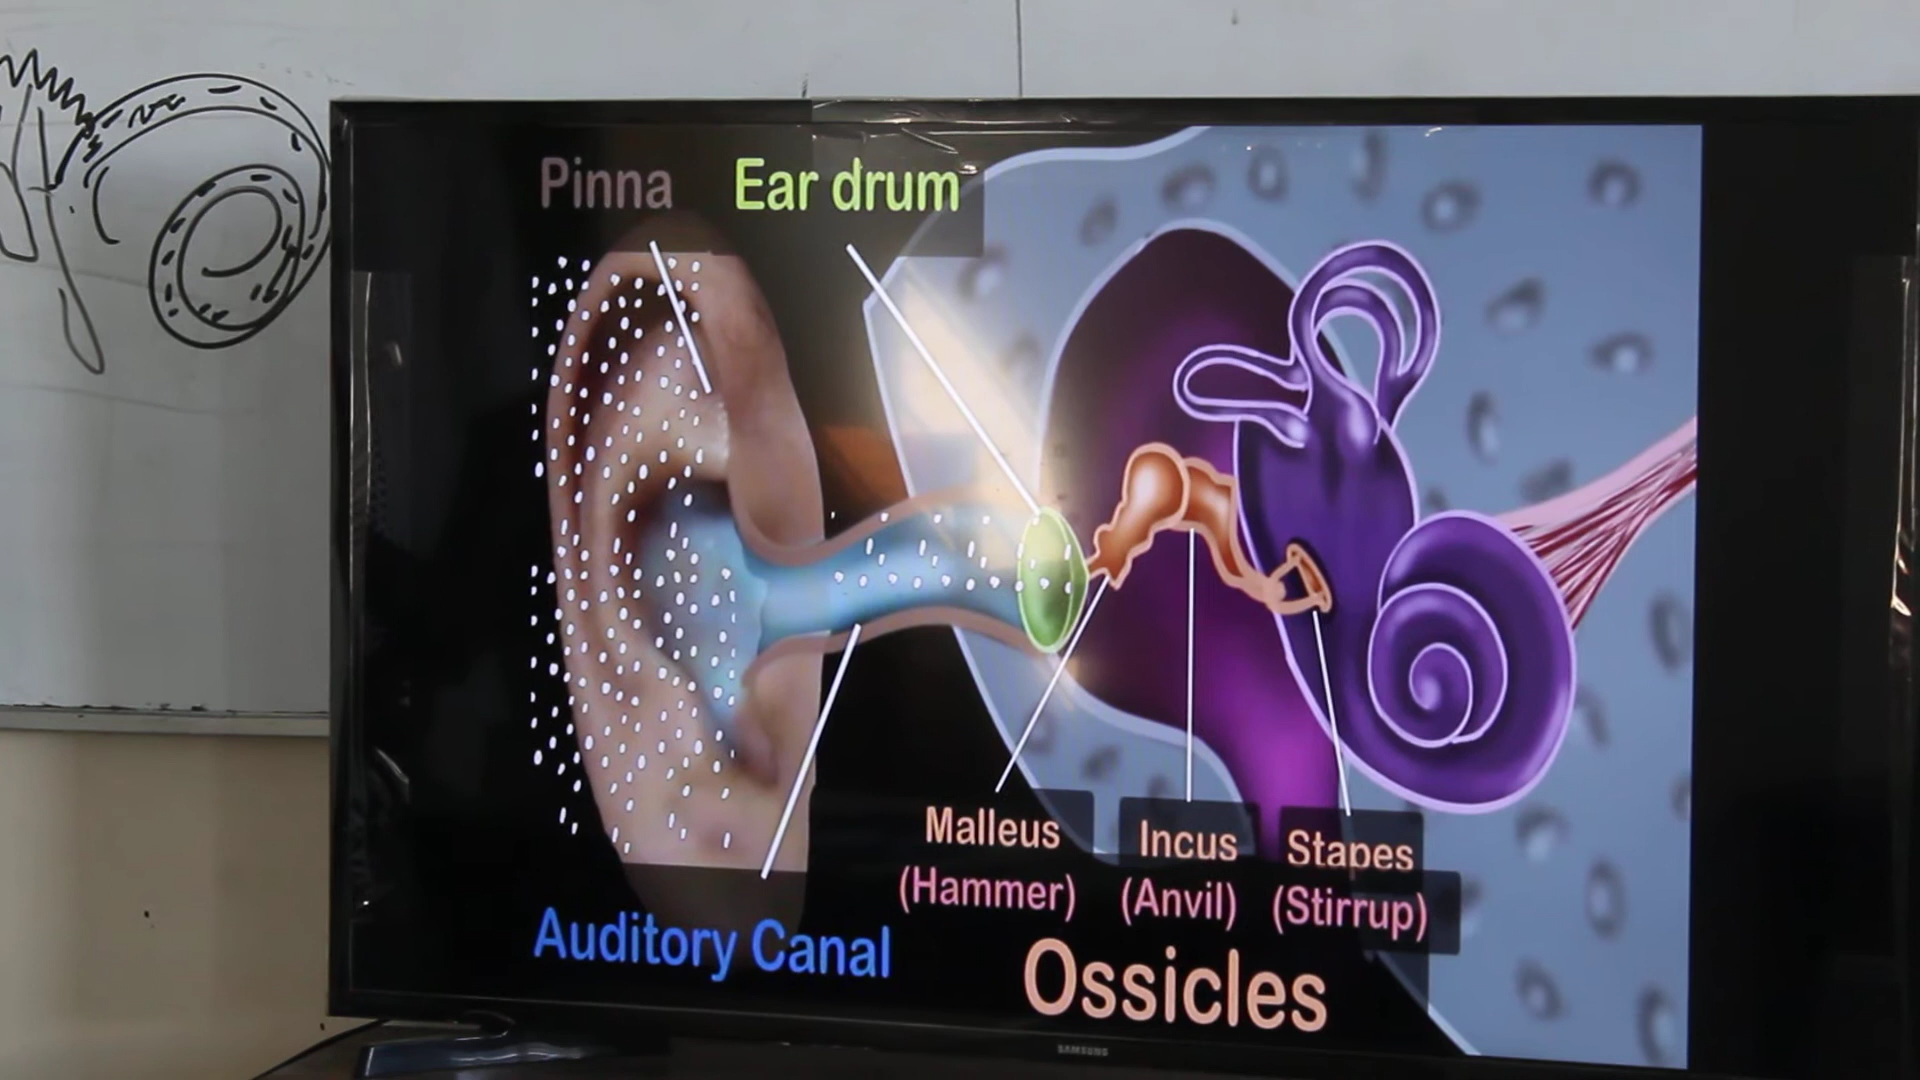 Pinna
Ear drum
Malleus
(Hammer)
Incus
(Anvil)
Stapes
(Stirrup)
Auditory Canal
Ossicles
SAMSUNG